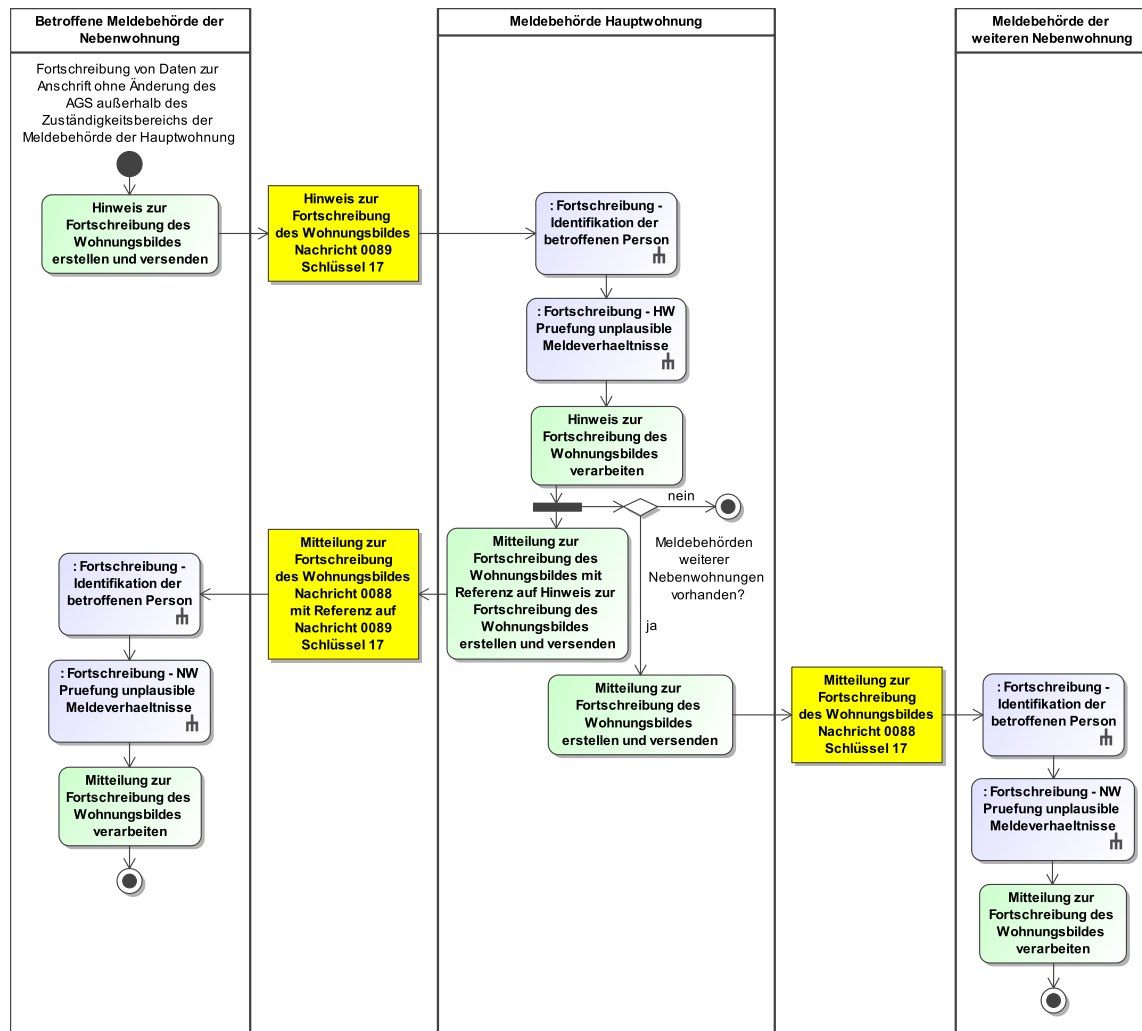 Betroffene Meldebehörde der
Nebenwohnung
Meldebehörde Hauptwohnung
Meldebehörde der
weiteren Nebenwohnung
Fortschreibung von Daten zur
Anschrift ohne Änderung des
AGS außerhalb des
Zuständigkeitsbereichs der
Meldebehörde der Hauptwohnung
Hinweis zur
Fortschreibung des
Wohnungsbildes
erstellen und versenden
Hinweis zur
Fortschreibung
des Wohnungsbildes
Nachricht 0089
Schlüssel 17
: Fortschreibung -
Identifikation der
betroffenen Person
: Fortschreibung - HW
Pruefung unplausible
Meldeverhaeltnisse
Hinweis zur
Fortschreibung des
Wohnungsbildes
verarbeiten
nein
Meldebehörden
weiterer
Nebenwohnungen
vorhanden?
ja
Mitteilung zur
Fortschreibung des
Wohnungsbildes mit
Referenz auf Hinweis zur
Fortschreibung des
Wohnungsbildes
erstellen und versenden
Mitteilung zur
Fortschreibung
des Wohnungsbildes
Nachricht 0088
mit Referenz auf
Nachricht 0089
Schlüssel 17
: Fortschreibung -
Identifikation der
betroffenen Person
: Fortschreibung - NW
Pruefung unplausible
Meldeverhaeltnisse
Mitteilung zur
Fortschreibung des
Wohnungsbildes
verarbeiten
Mitteilung zur
Fortschreibung des
Wohnungsbildes
erstellen und versenden
Mitteilung zur
Fortschreibung
des Wohnungsbildes
Nachricht 0088
Schlüssel 17
: Fortschreibung -
Identifikation der
betroffenen Person
: Fortschreibung - NW
Pruefung unplausible
Meldeverhaeltnisse
Mitteilung zur
Fortschreibung des
Wohnungsbildes
verarbeiten